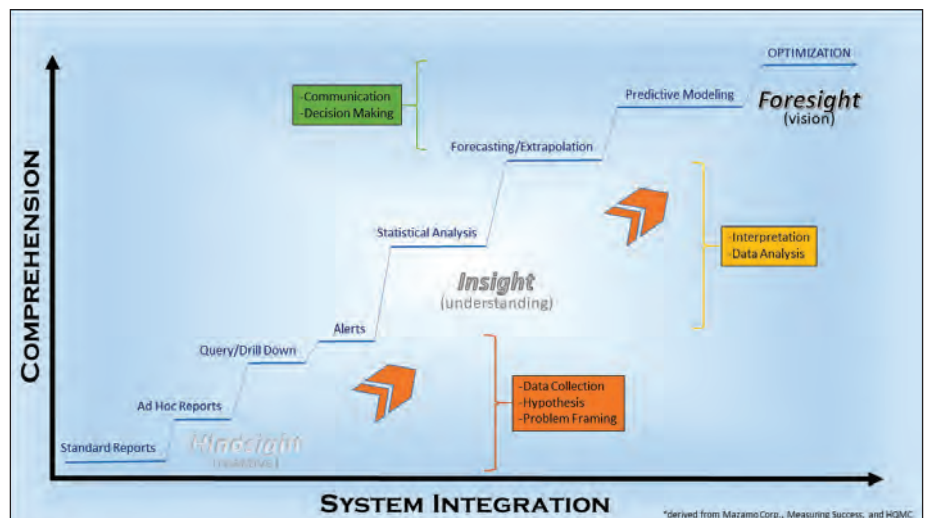 OPTIMIZATION
Predictive Modeling
Foresight
(vision)
-Communication
-Decision Making
Forecasting/Extrapolation
Statistical Analysis
-Interpretation
-Data Analysis
Insight
(understanding)
Alerts
Query/Drill Down
-Data Collection
-Hypothesis
-Problem Framing
Ad Hoc Reports
Standard Reports
Hindsight
COMPREHENSION
SYSTEM INTEGRATION
*derived from Mazamo Corp., Measuring Success, and HQMC